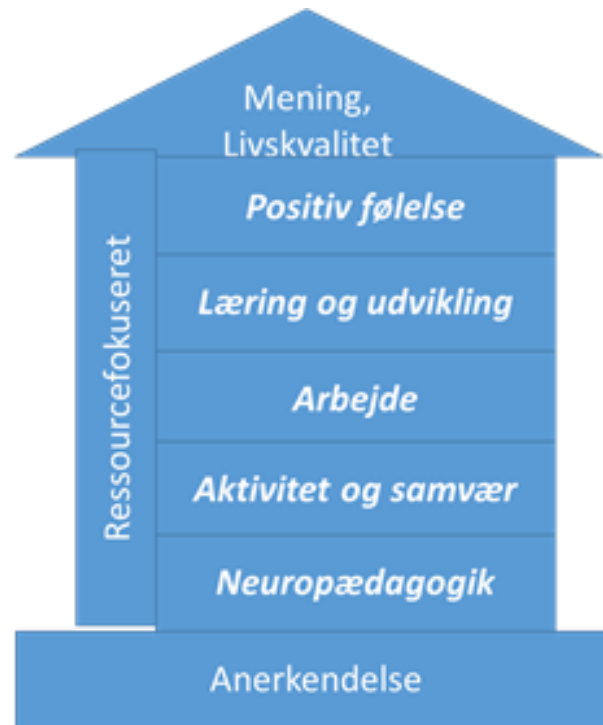 Mening,
Livskvalitet
Ressourcefokuseret
Positiv følelse
Læring og udvikling
Arbejde
Aktivitet og samvær
Neuropædagogik
Anerkendelse